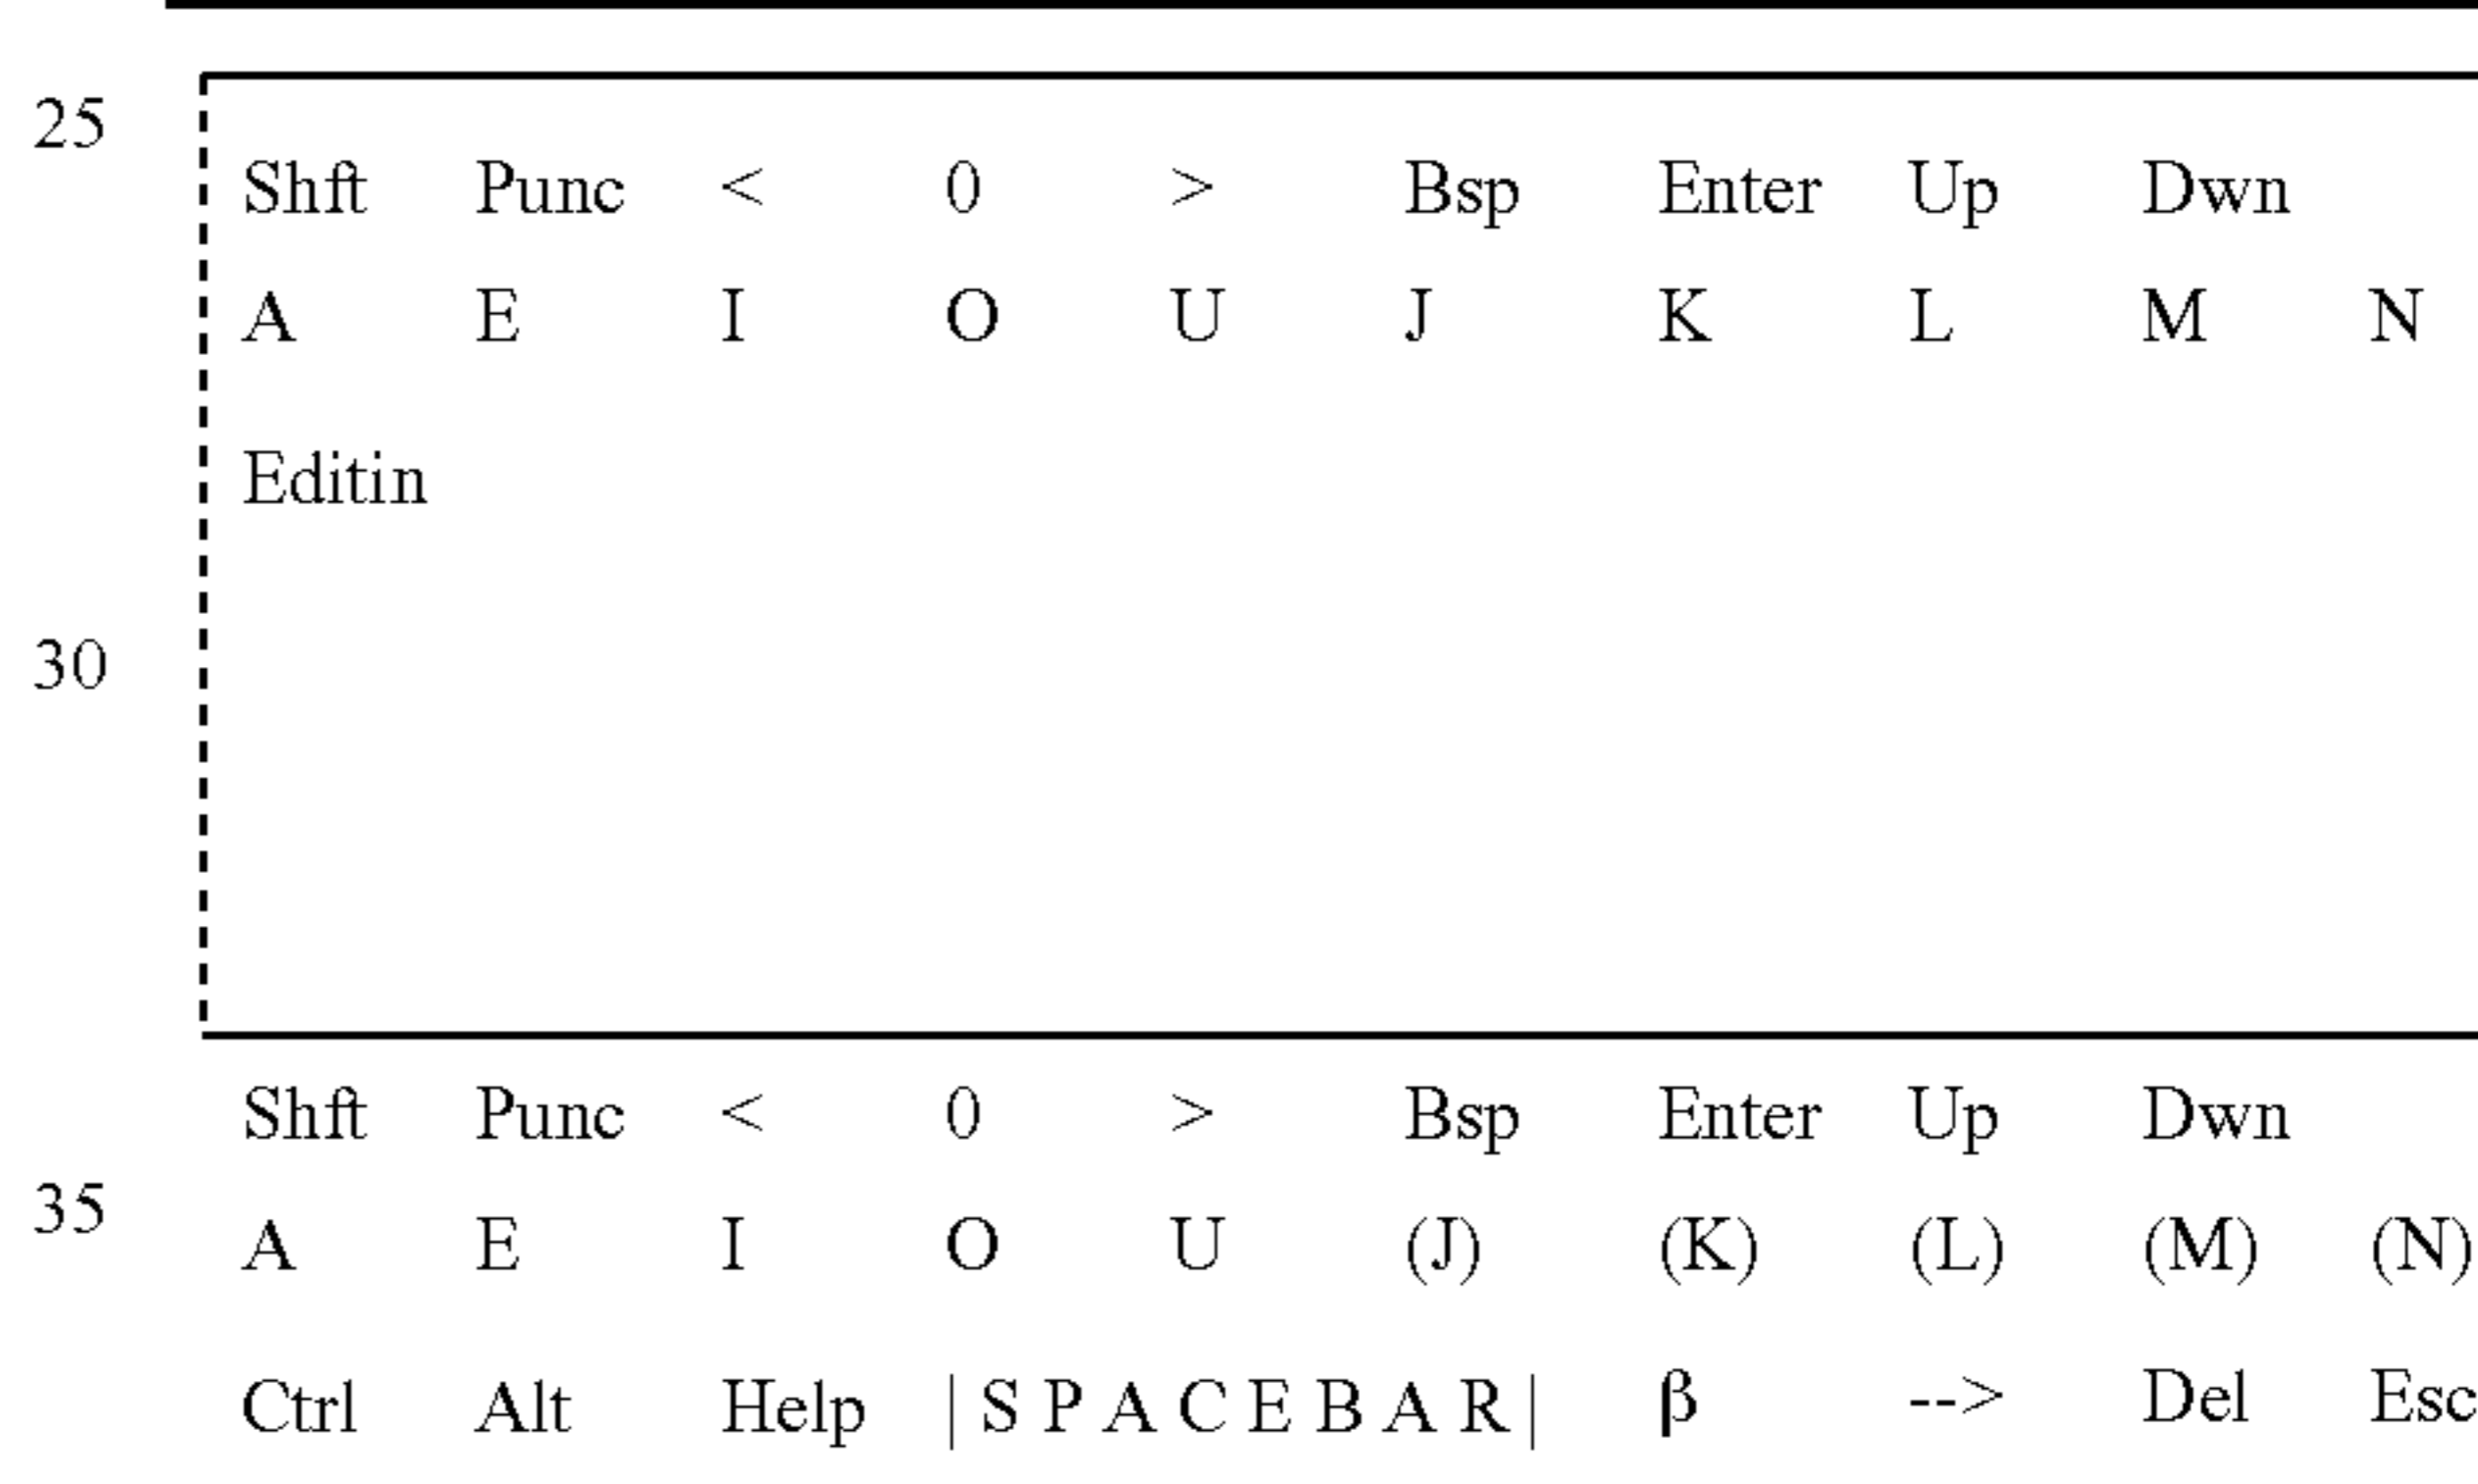 25
Shft Punc < 0 > Bsp Enter Up Dwn
A E I O U J K L M N
Editin
30
Shft Punc < 0 > Bsp Enter Up Dwn
35
A E I O U (J) (K) (L) (M) (N)
Ctrl Alt Help | S P A C E B A R | β --> Del Esc